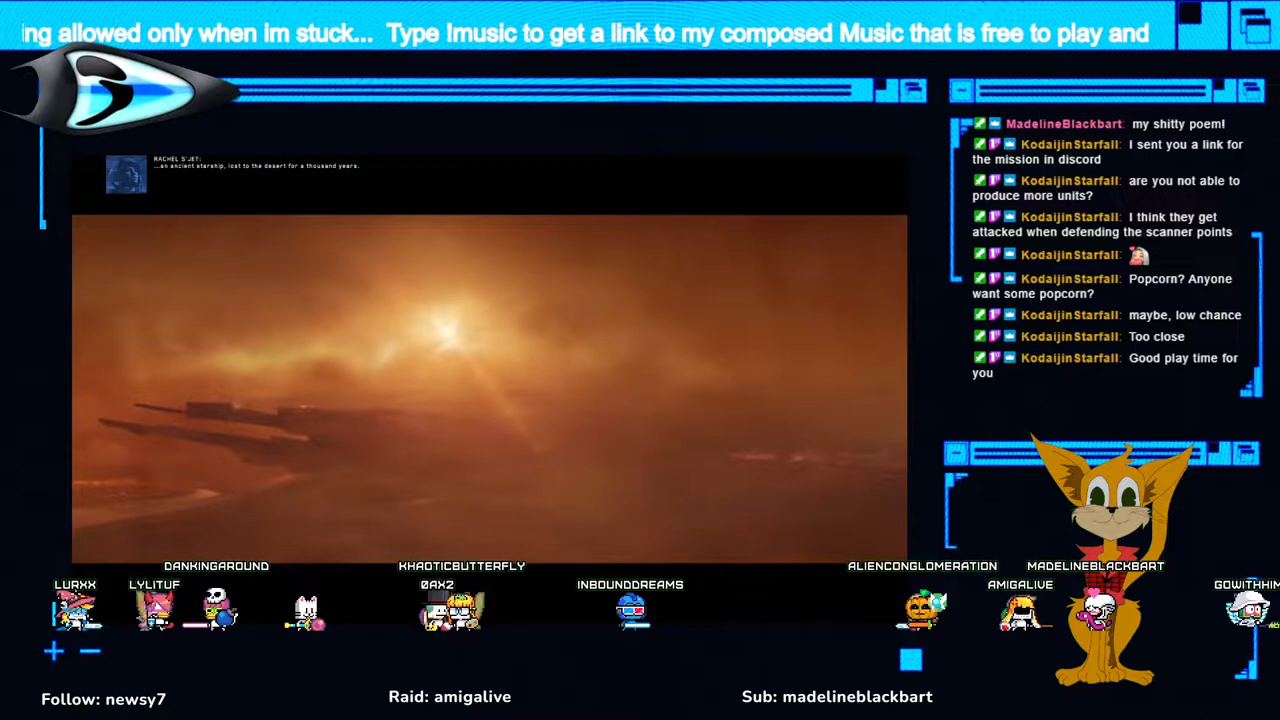 ing allowed only when im stuck... Type !music to get a link to my composed Music that is free to play and
RACHEL S'JET:
...an ancient starship, lost to the desert for a thousand years.
MadelineBlackbart: my shitty poem!
KodaijinStarfall: I sent you a link for
the mission in discord
KodaijinStarfall: are you not able to
produce more units?
KodaijinStarfall: I think they get
attacked when defending the scanner points
KodaijinStarfall:
KodaijinStarfall: Popcorn? Anyone
want some popcorn?
KodaijinStarfall: maybe, low chance
KodaijinStarfall: Too close
KodaijinStarfall: Good play time for
you
DANKINGAROUND
KHAOTICBUTTERFLY
ALIENCONGLOMERATION
MADELINEBLACKBART
LURXX
LYLITUF
0AX2
INBOUNDDREAMS
AMIGALIVE
GOWITHHIM
Follow: newsy7
Raid: amigalive
Sub: madelineblackbart